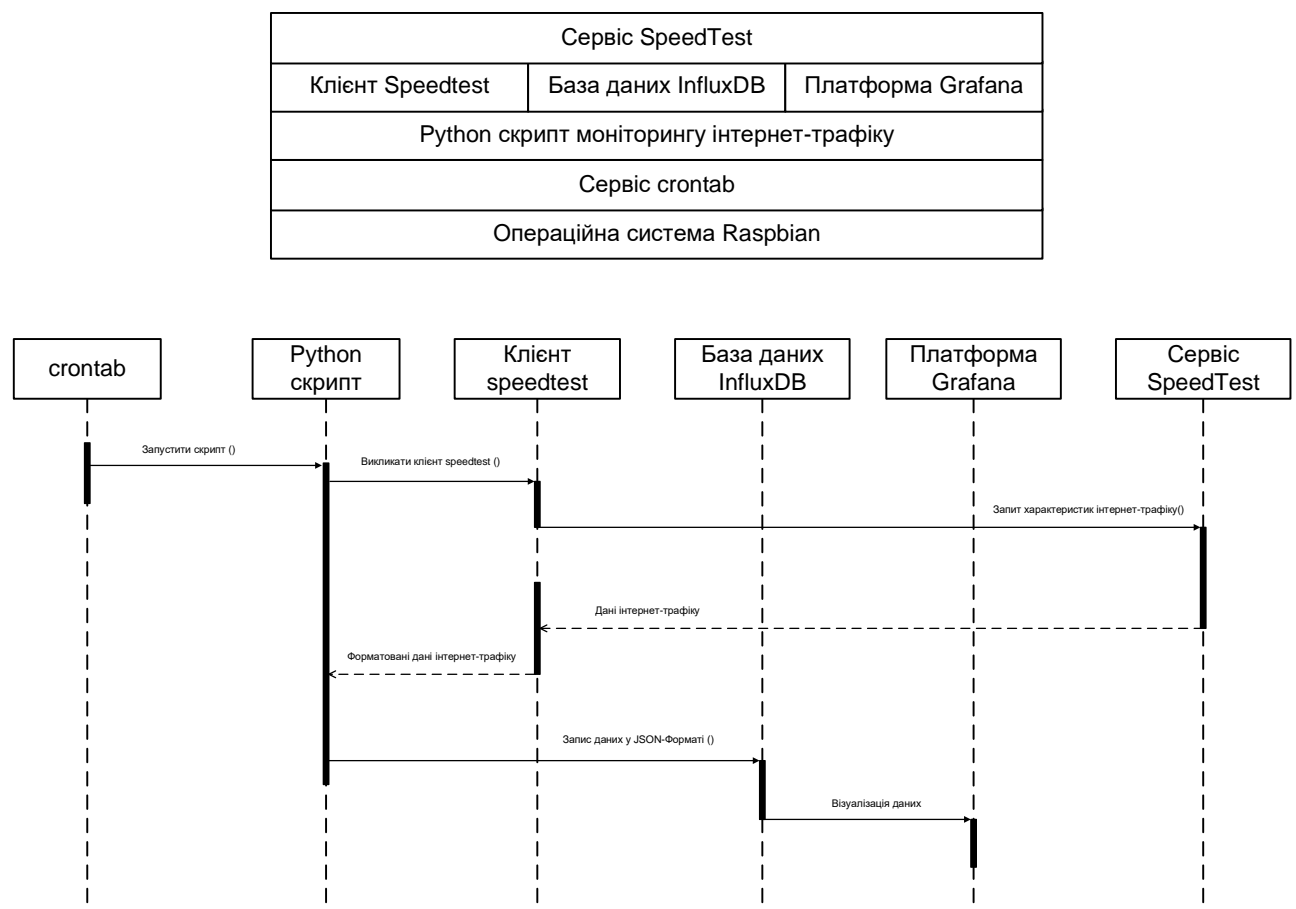 Сервіс SpeedTest
Клієнт Speedtest
База даних InfluxDB
Платформа Grafana
Python скрипт моніторингу інтернет-трафіку
Сервіс crontab
Операційна система Raspbian
crontab
Python
скрипт
Клієнт
speedtest
База даних
InfluxDB
Платформа
Grafana
Сервіс
SpeedTest
Запустити скрипт ()
Викликати клієнт speedtest ()
Запит характеристик інтернет-трафіку()
Дані інтернет-трафіку
Форматовані дані інтернет-трафіку
Запис даних у JSON-Форматі ()
Візуалізація даних